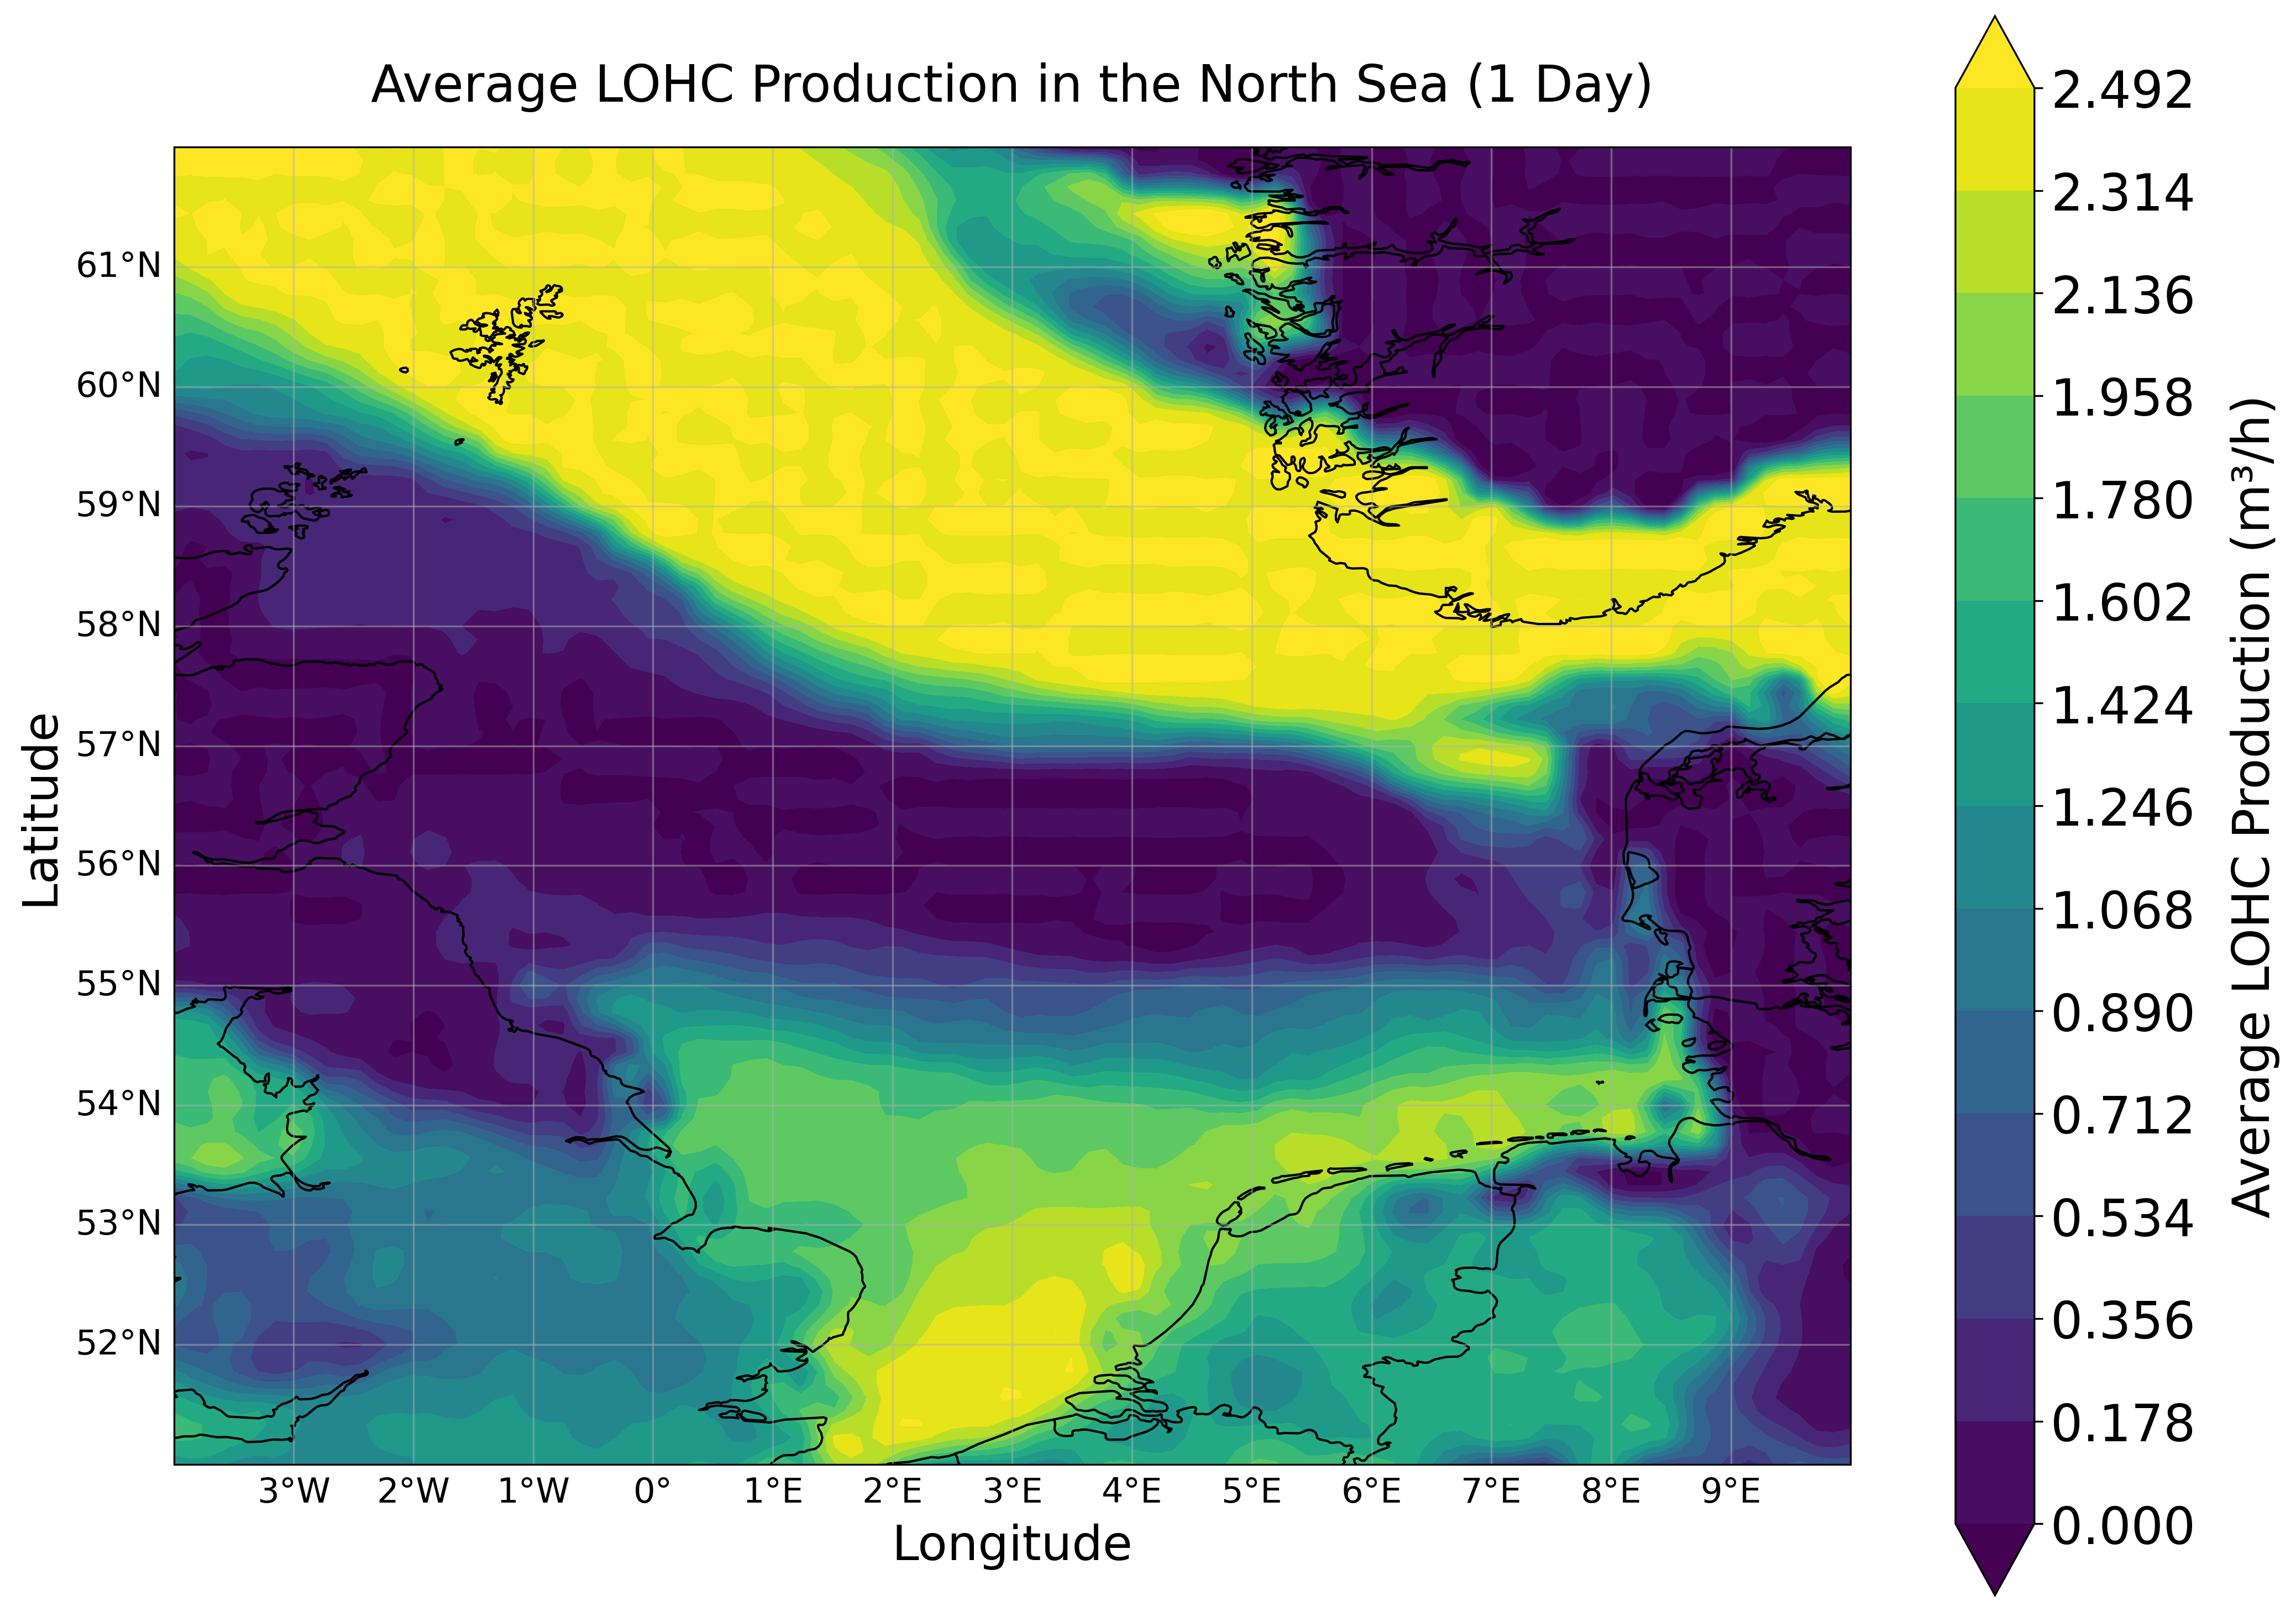 Average LOHC Production in the North Sea (1 Day)
61°N
60°N
59°N
58°N
57°N
56°N
55°N
54°N
53°N
52°N
Latitude
3°W 2°W 1°W 0° 1°E 2°E 3°E 4°E 5°E 6°E 7°E 8°E 9°E
Longitude
2.492
2.314
2.136
1.958
1.780
1.602
1.424
1.246
1.068
0.890
0.712
0.534
0.356
0.178
0.000
Average LOHC Production (m³/h)